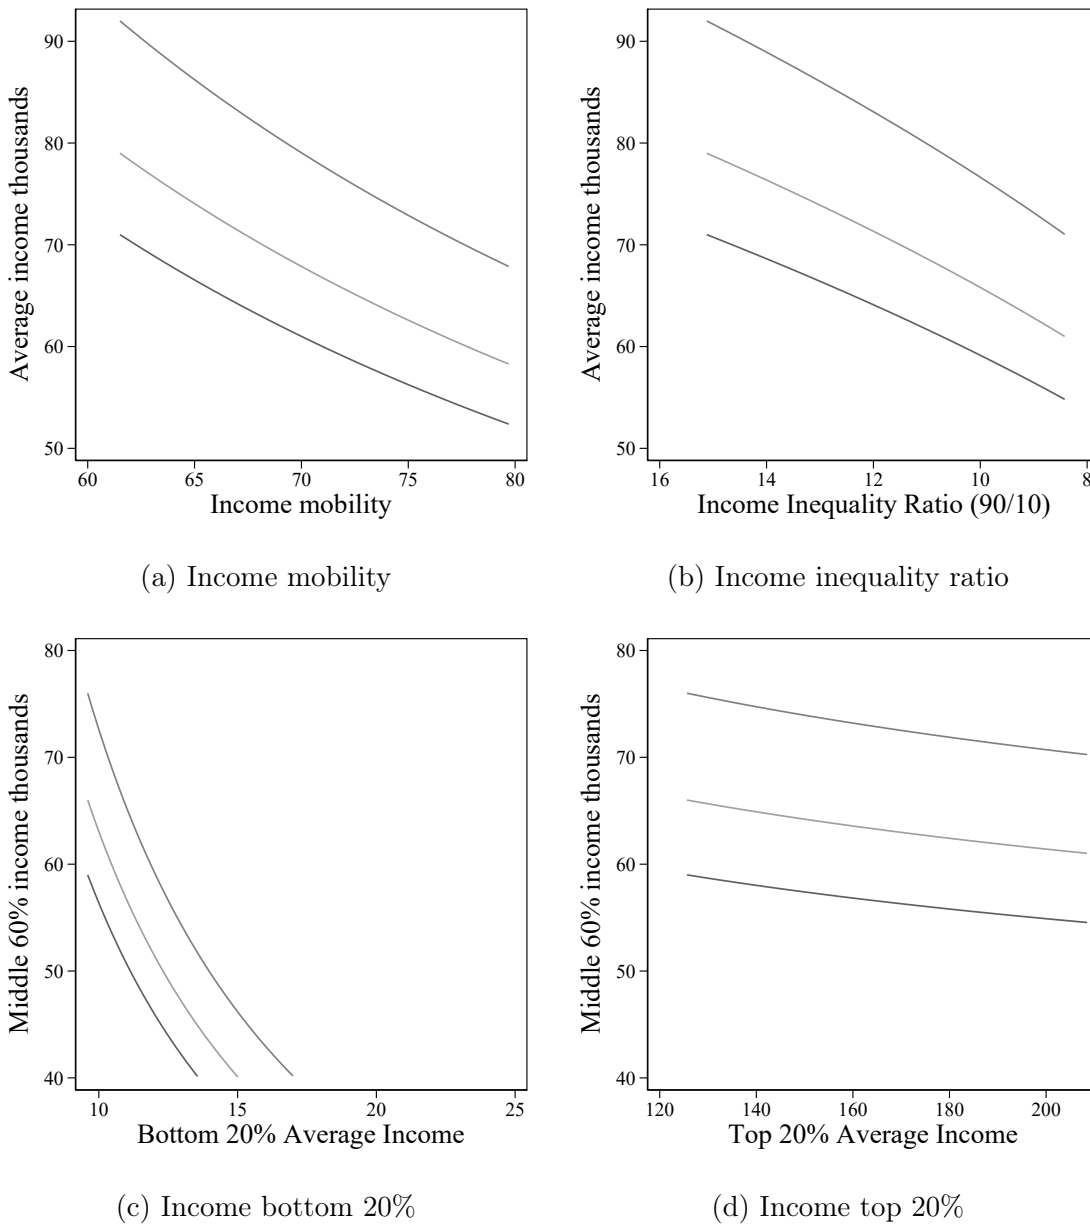 90
80
70
60
50
Average income thousands
60 65 70 75 80
Income mobility
(a) Income mobility
90
80
70
60
50
Average income thousands
16 14 12 10 8
Income Inequality Ratio (90/10)
(b) Income inequality ratio
80
70
60
50
40
Middle 60% income thousands
10 15 20 25
Bottom 20% Average Income
(c) Income bottom 20%
80
70
60
50
40
Middle 60% income thousands
120 140 160 180 200
Top 20% Average Income
(d) Income top 20%